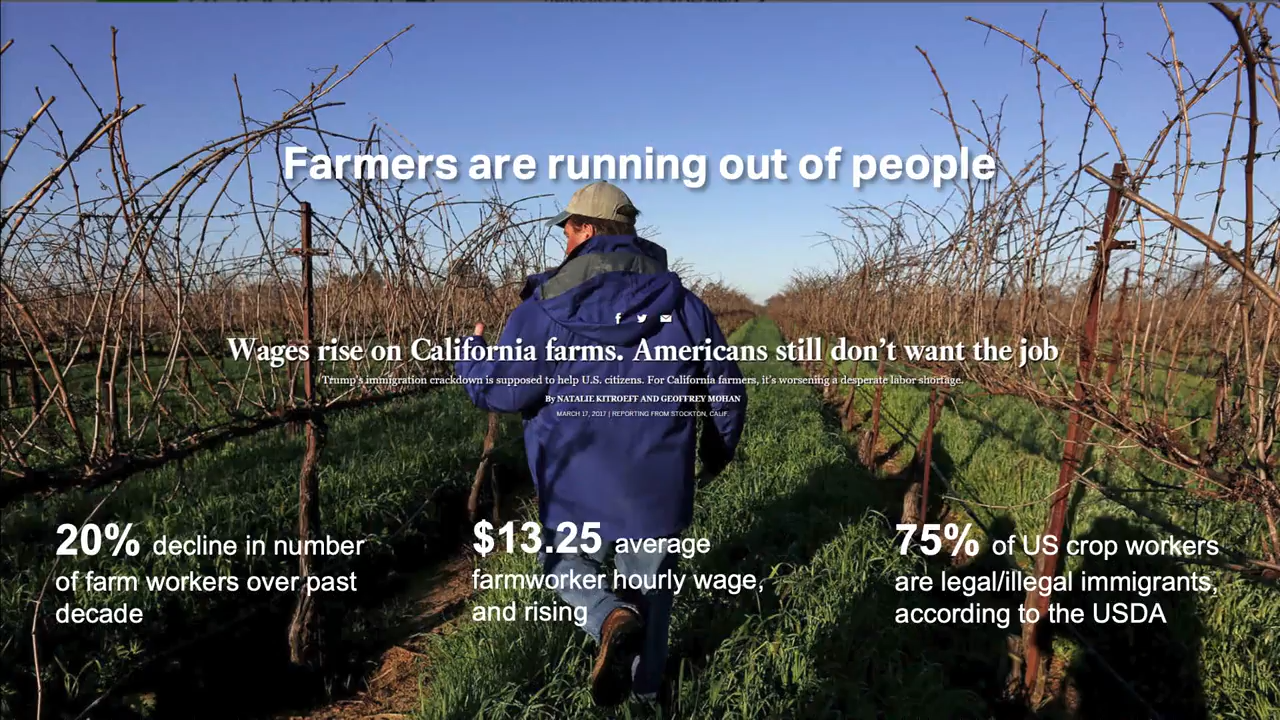 Farmers are running out of people
Wages rise on California farms. Americans still don't want the job
Trump's immigration crackdown is supposed to help U.S. citizens. For California farmers, it's worsening a desperate labor shortage.
By NATALIE KITROEFF AND GEOFFREY MOHAN
MARCH 17, 2017 | REPORTING FROM STOCKTON, CALIF.
20% decline in number
of farm workers over past
decade
$13.25 average
farmworker hourly wage,
and rising
75% of US crop workers
are legal/illegal immigrants,
according to the USDA